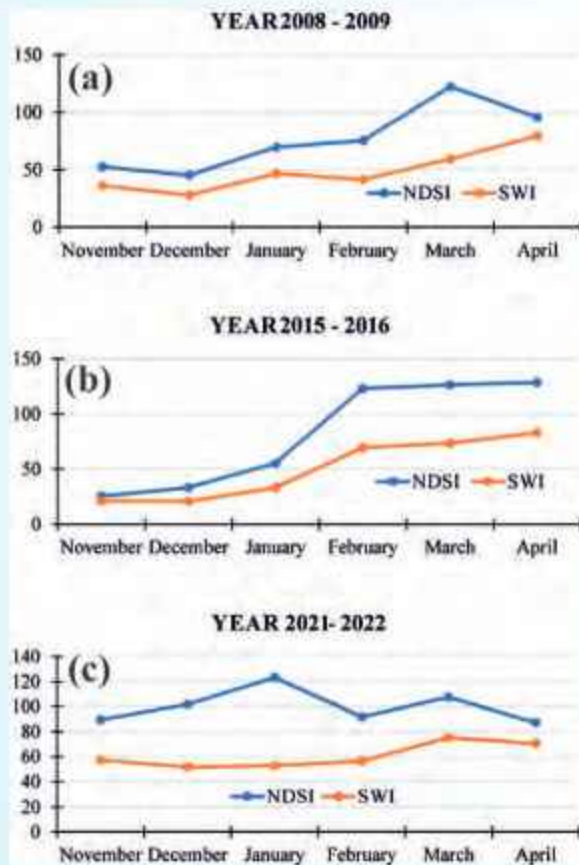 YEAR 2008 - 2009
(a)
150
100
50
0
NDSI SWI
November December January February March April
YEAR 2015 - 2016
(b)
150
100
50
0
NDSI SWI
November December January February March April
YEAR 2021- 2022
(c)
140
120
100
80
60
40
20
0
NDSI SWI
November December January February March April